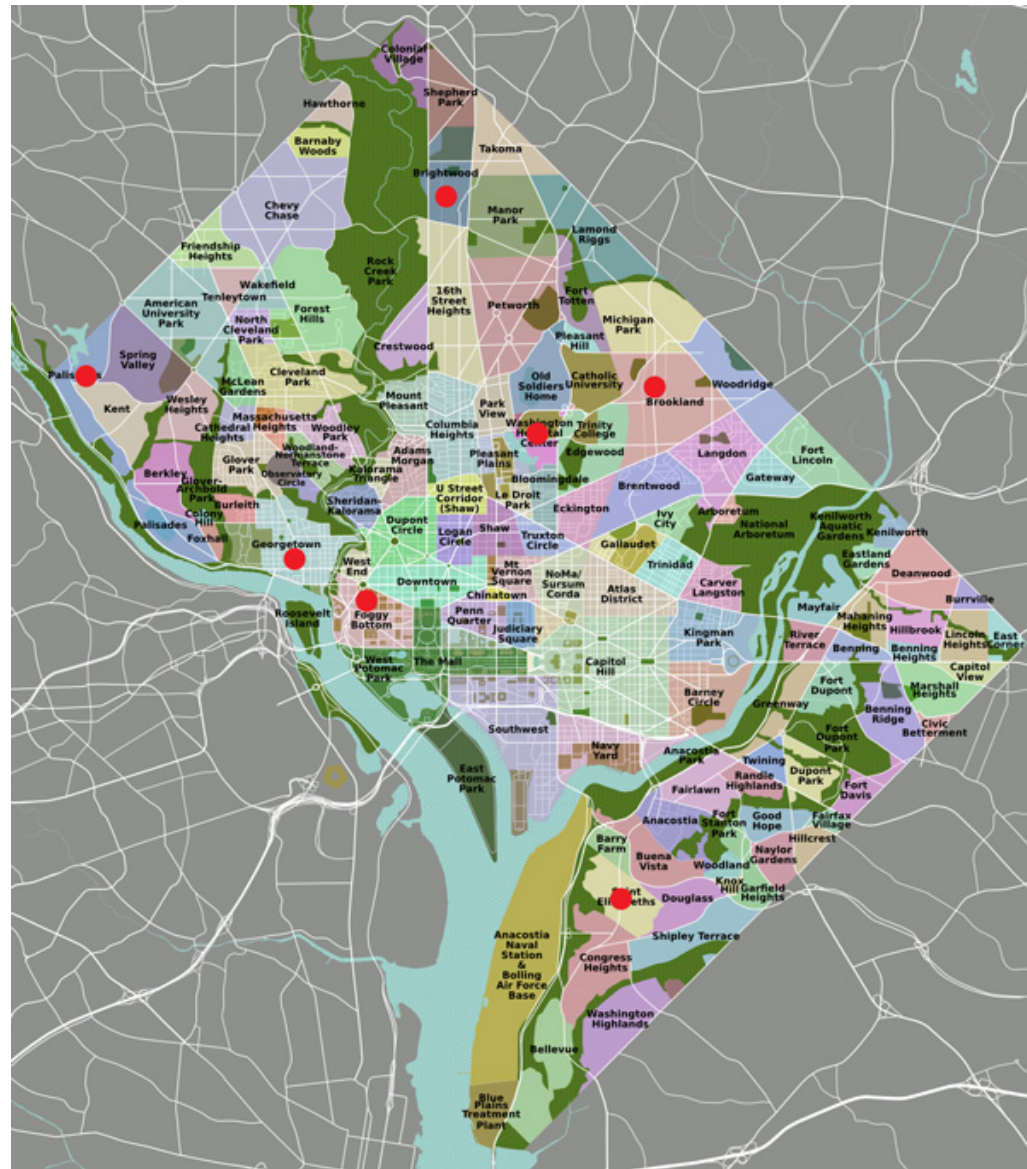 Colonial
Village
Shepherd
Park
Hawthorne
Barnaby
Woods
Takoma
Brightwood
Chevy
Chase
Manor
Park
Lamond
Riggs
Friendship
Heights
Rock
Creek
Park
Wakefield
Tenleytown
American
University
Park
Forest
Hills
North
Cleveland
Park
16th
Street
Heights
Petworth
Fort
Totten
Michigan
Park
Crestwood
Pleasant
Hill
Spring
Valley
Cleveland
Park
McLean
Gardens
Old
Soldiers
Home
Catholic
University
Woodridge
Brookland
Kent
Wesley
Heights
Mount
Pleasant
Park
View
Massachusetts
Heights
Cathedral
Heights
Woodley
Park
Columbia
Heights
Center
Trinity
College
Edgewood
Langdon
Fort
Lincoln
Gateway
Woodland-
Normanstone
Terrace
Observatory
Circle
Glover
Park
Adams
Morgan
Kalorama
Triangle
Pleasant
Plains
Bloomingdale
Brentwood
Berkley
Glover-
Archbold
Park
Burleith
Colony
Hill
Foxhall
Palisades
Sheridan-
Kalorama
U Street
Corridor
(Shaw)
Le Droit
Park
Eckington
Ivy
City
Arboretum
National
Arboretum
Kenilworth
Aquatic
Gardens
Kenilworth
Dupont
Circle
Logan
Circle
Shaw
Truxton
Circle
Gallaudet
Trinidad
Eastland
Gardens
Deanwood
Georgetown
West
End
Downtown
Mt
Vernon
Square
NoMa/
Sursum
Corda
Atlas
District
Carver
Langston
Burrville
Chinatown
Roosevelt
Island
Foggy
Bottom
Penn
Quarter
Judiciary
Square
Kingman
Park
Mayfair
Mahaning
Heights
Hillbrook
Lincoln
Heights
East
Corner
River
Terrace
Benning
Benning
Heights
West
Potomac
Park
The Mall
Capitol
Hill
Capitol
View
Barney
Circle
Greenway
Fort
Dupont
Marshall
Heights
Benning
Ridge
Civic
Betterment
Southwest
Navy
Yard
Anacostia
Park
Fort
Dupont
Park
Twining
Randle
Highlands
Dupont
Park
Fort
Davis
East
Potomac
Park
Fairlawn
Anacostia
Fort
Stanton
Park
Good
Hope
Fairfax
Village
Hillcrest
Barry
Farm
Buena
Vista
Woodland
Naylor
Gardens
Knox
Hill
Garfield
Heights
Douglass
Shipley Terrace
Anacostia
Naval
Station
&
Bolling
Air Force
Base
Congress
Heights
Washington
Highlands
Bellevue
Blue
Plains
Treatment
Plant